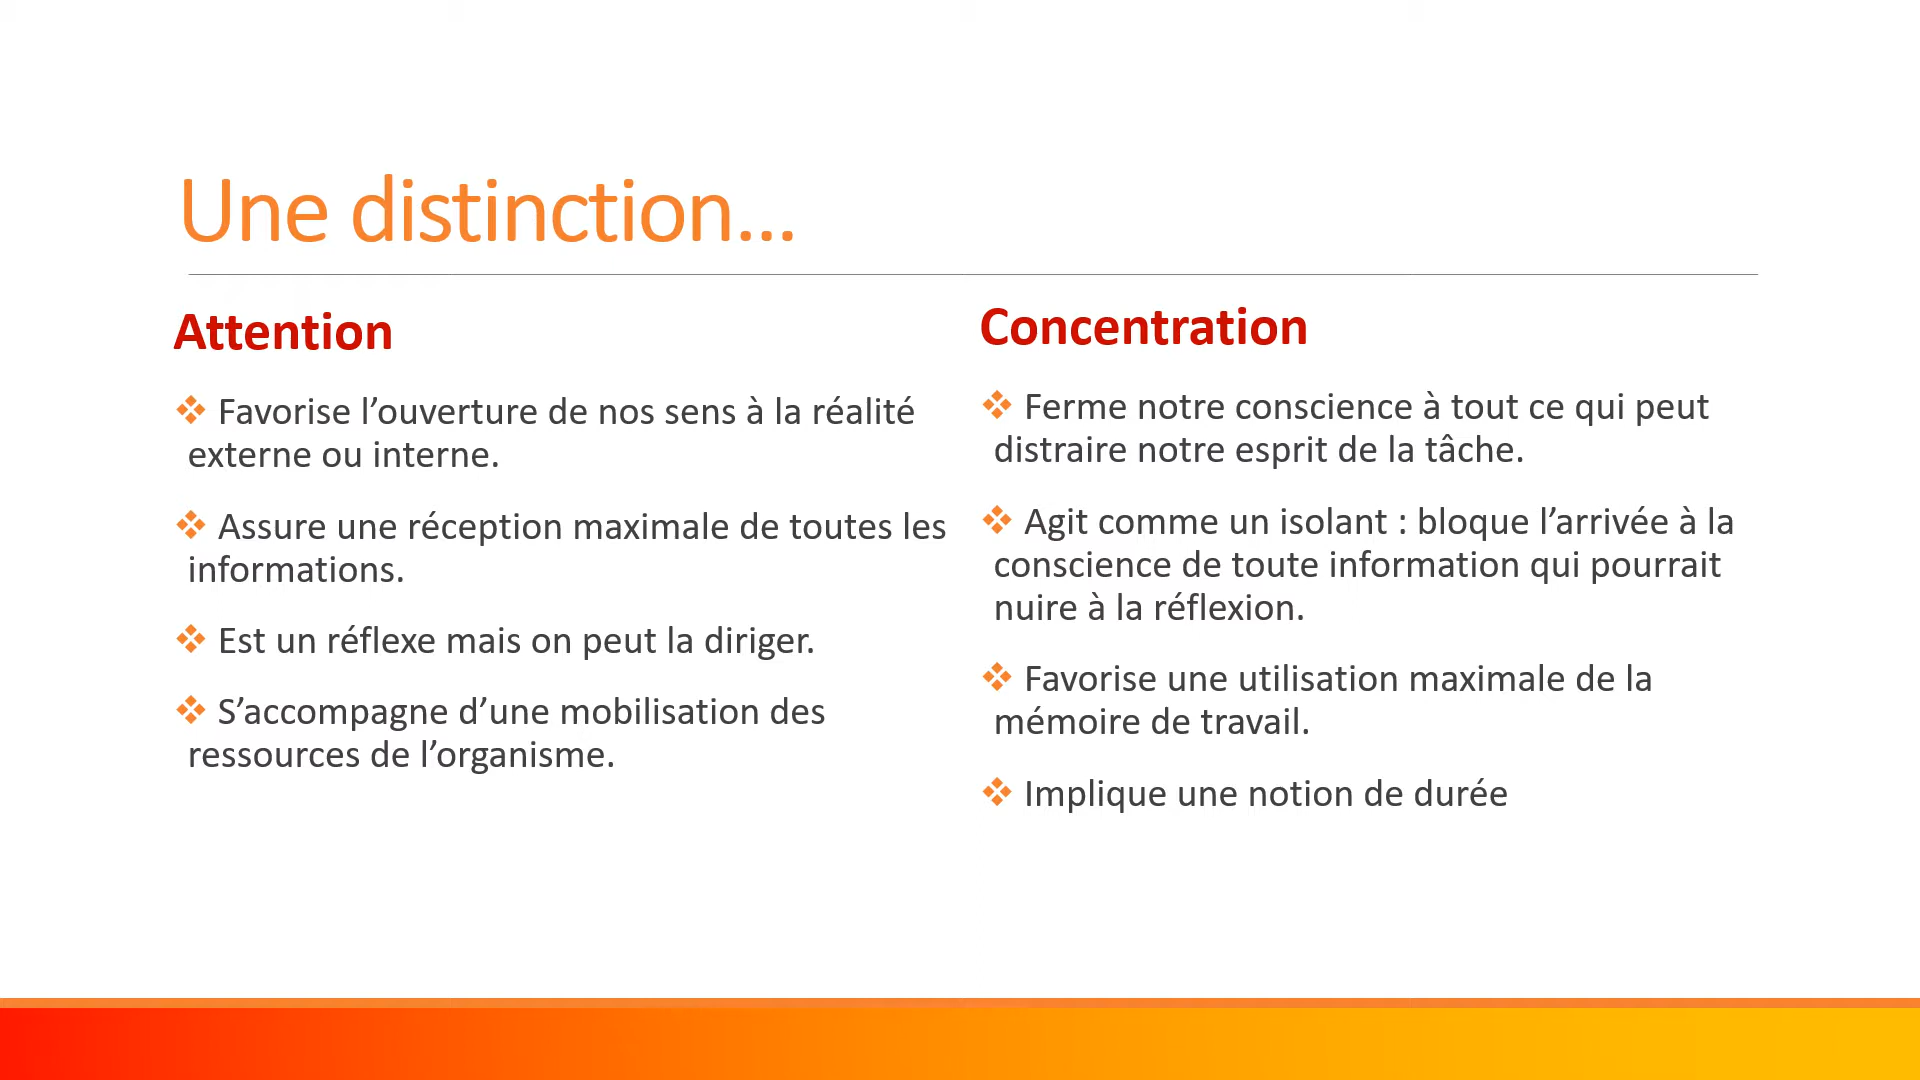 Une distinction...
Attention
❖ Favorise l’ouverture de nos sens à la réalité
externe ou interne.
❖ Assure une réception maximale de toutes les
informations.
❖ Est un réflexe mais on peut la diriger.
❖ S’accompagne d’une mobilisation des
ressources de l’organisme.
Concentration
❖ Ferme notre conscience à tout ce qui peut
distraire notre esprit de la tâche.
❖ Agit comme un isolant : bloque l’arrivée à la
conscience de toute information qui pourrait
nuire à la réflexion.
❖ Favorise une utilisation maximale de la
mémoire de travail.
❖ Implique une notion de durée